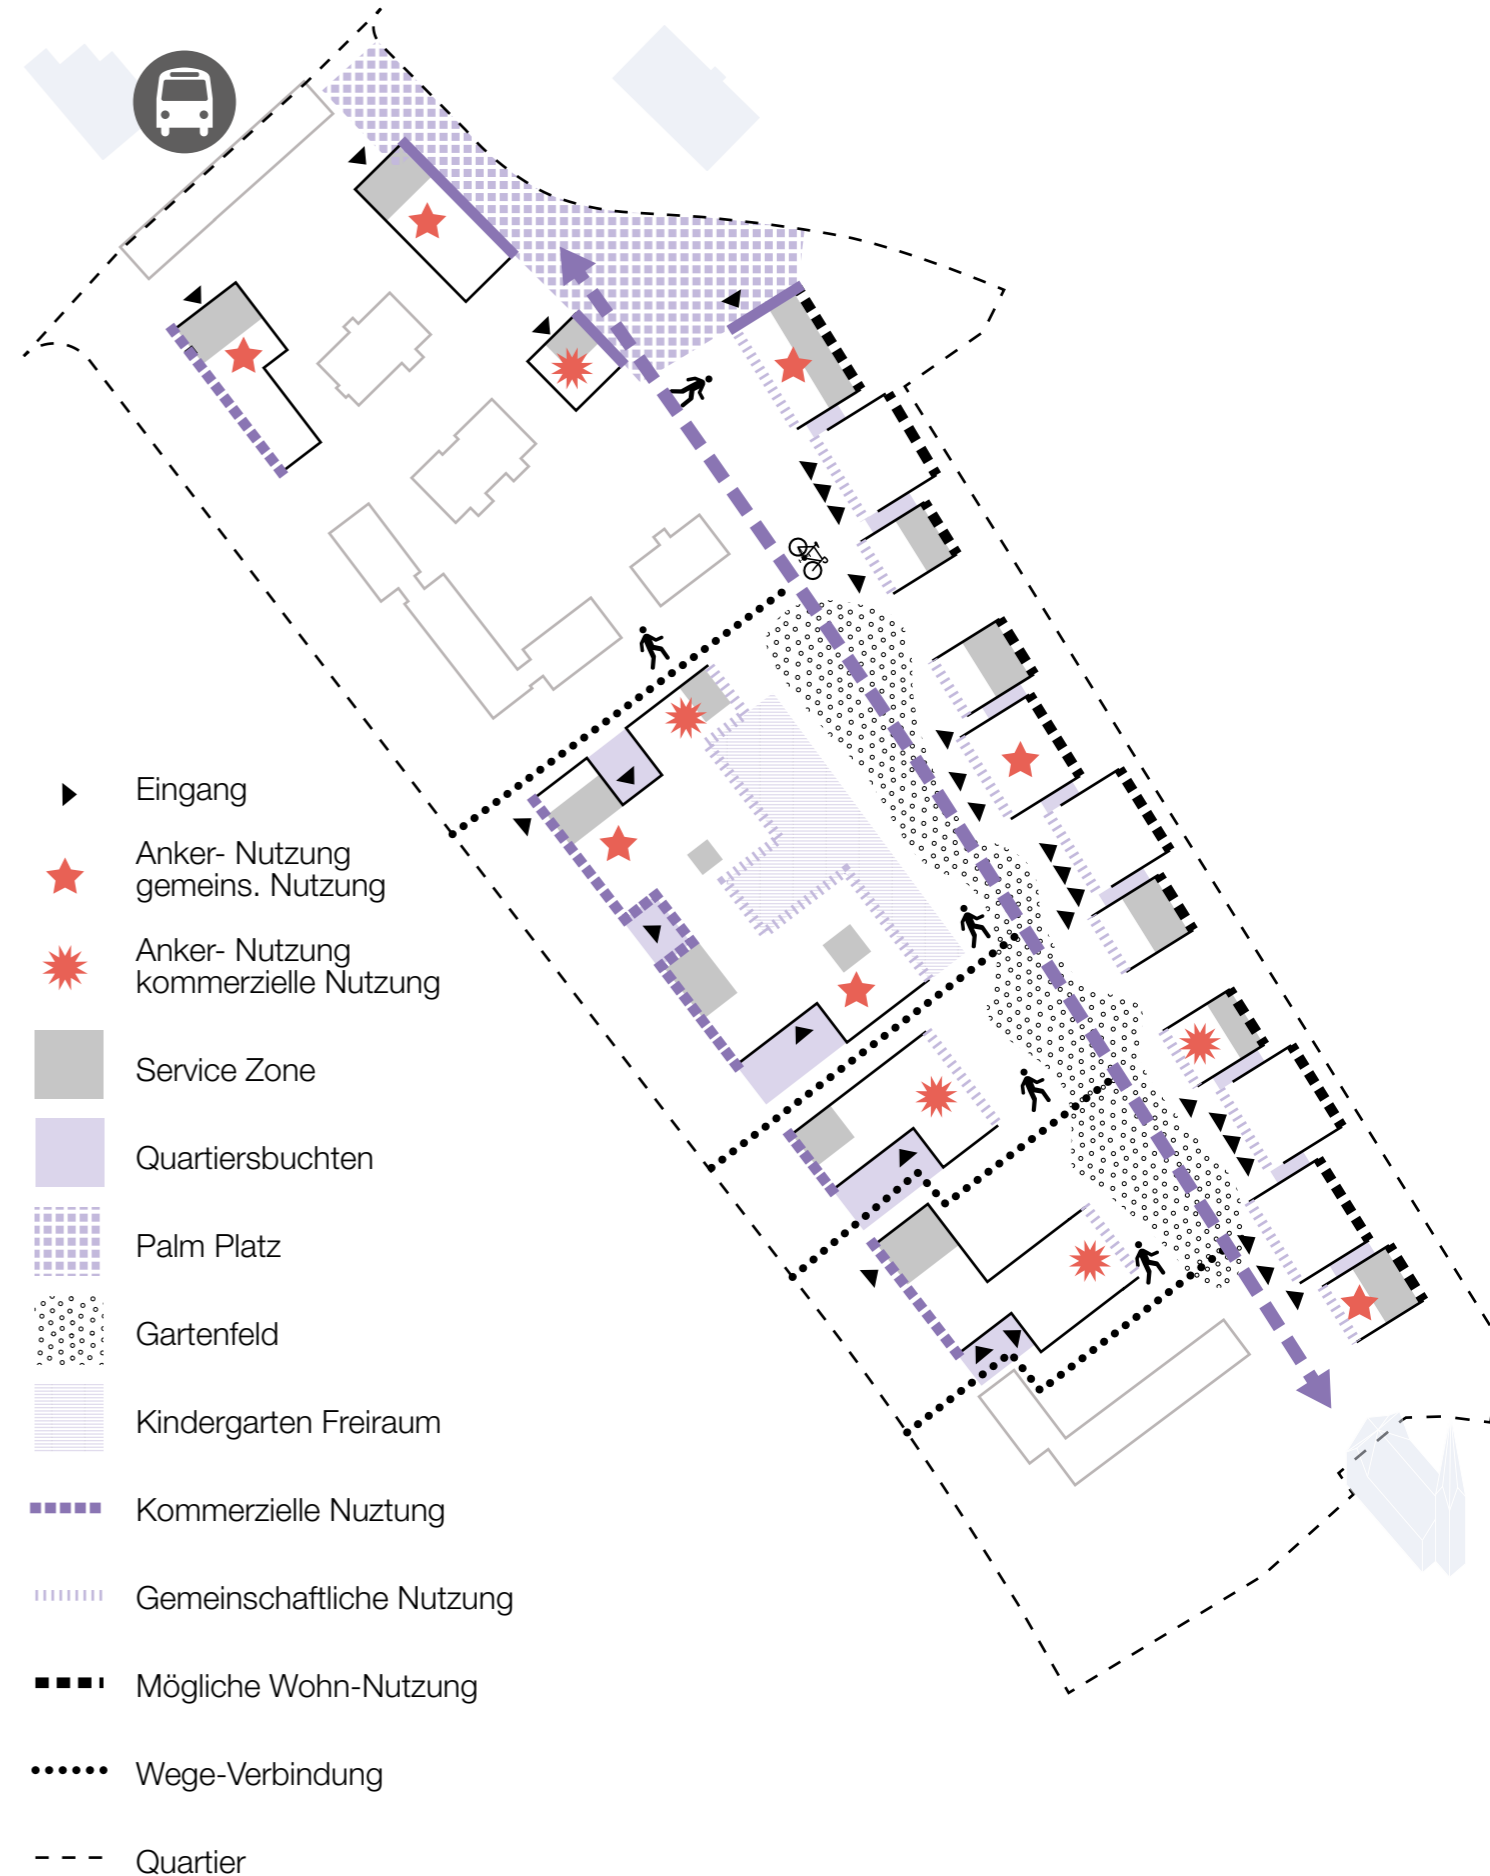 Eingang
Anker- Nutzung
gemeins. Nutzung
Anker- Nutzung
kommerzielle Nutzung
Service Zone
Quartiersbuchten
Palm Platz
Gartenfeld
Kindergarten Freiraum
Kommerzielle Nuztung
Gemeinschaftliche Nutzung
Mögliche Wohn-Nutzung
Wege-Verbindung
Quartier